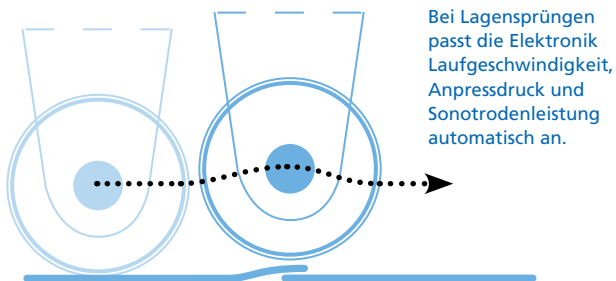 Bei Lagensprüngen
passt die Elektronik
Laufgeschwindigkeit,
Anpressdruck und
Sonotrodenleistung
automatisch an.